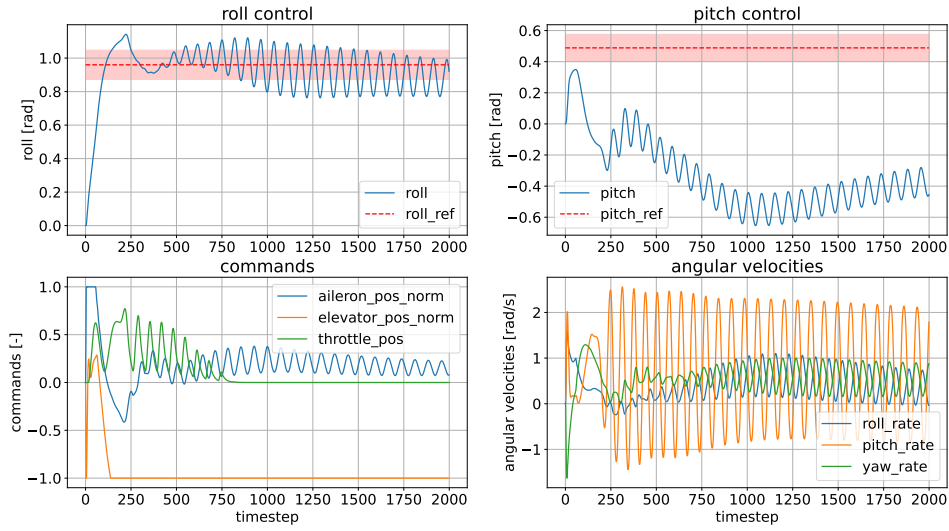 roll control
roll [rad]
1.0
0.8
0.6
0.4
0.2
0.0
0 250 500 750 1000 1250 1500 1750 2000
roll
roll_ref
pitch control
pitch [rad]
0.6
0.4
0.2
0.0
−0.2
−0.4
−0.6
0 250 500 750 1000 1250 1500 1750 2000
pitch
pitch_ref
commands
commands [-]
1.0
0.5
0.0
−0.5
−1.0
0 250 500 750 1000 1250 1500 1750 2000
timestep
aileron_pos_norm
elevator_pos_norm
throttle_pos
angular velocities
angular velocities [rad/s]
2
1
0
−1
0 250 500 750 1000 1250 1500 1750 2000
timestep
roll_rate
pitch_rate
yaw_rate